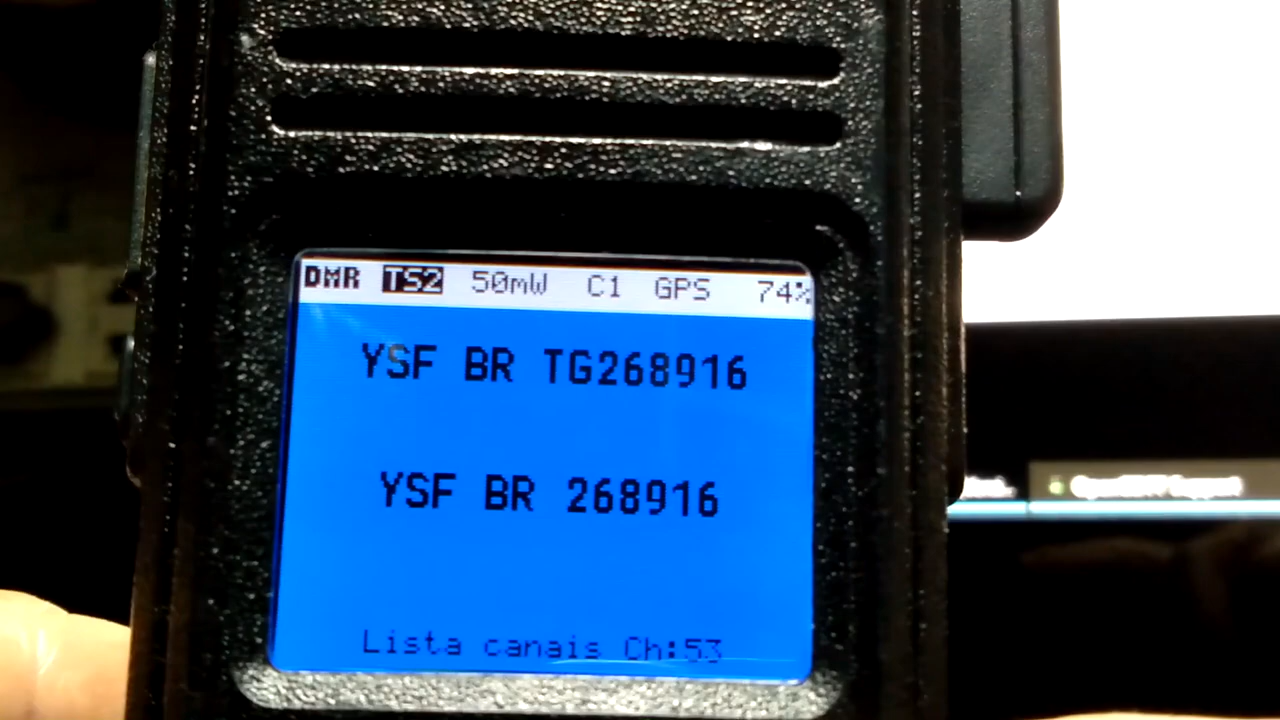 DMR TS2 50mW C1 GPS 74%
YSF BR TG268916
YSF BR 268916
Lista canais Ch:53